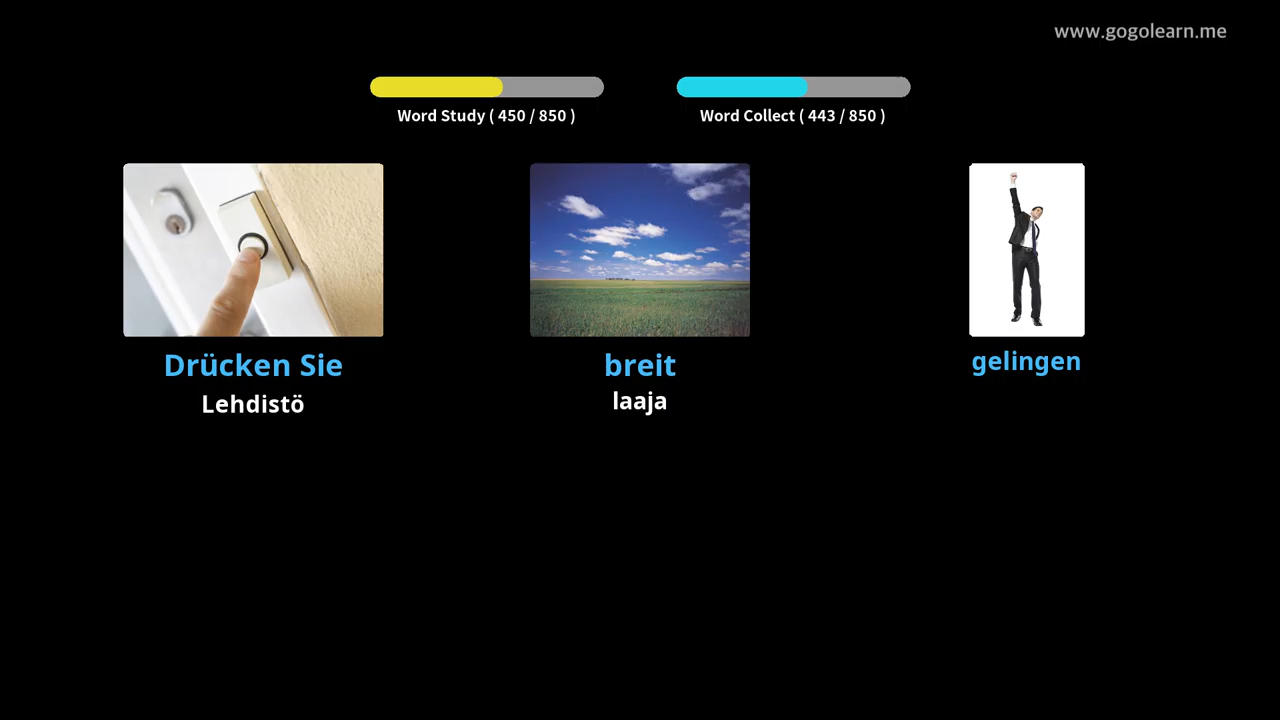 www.gogolearn.me
Word Study ( 450 / 850 )
Word Collect ( 443 / 850 )
Drücken Sie
Lehdistö
breit
laaja
gelingen